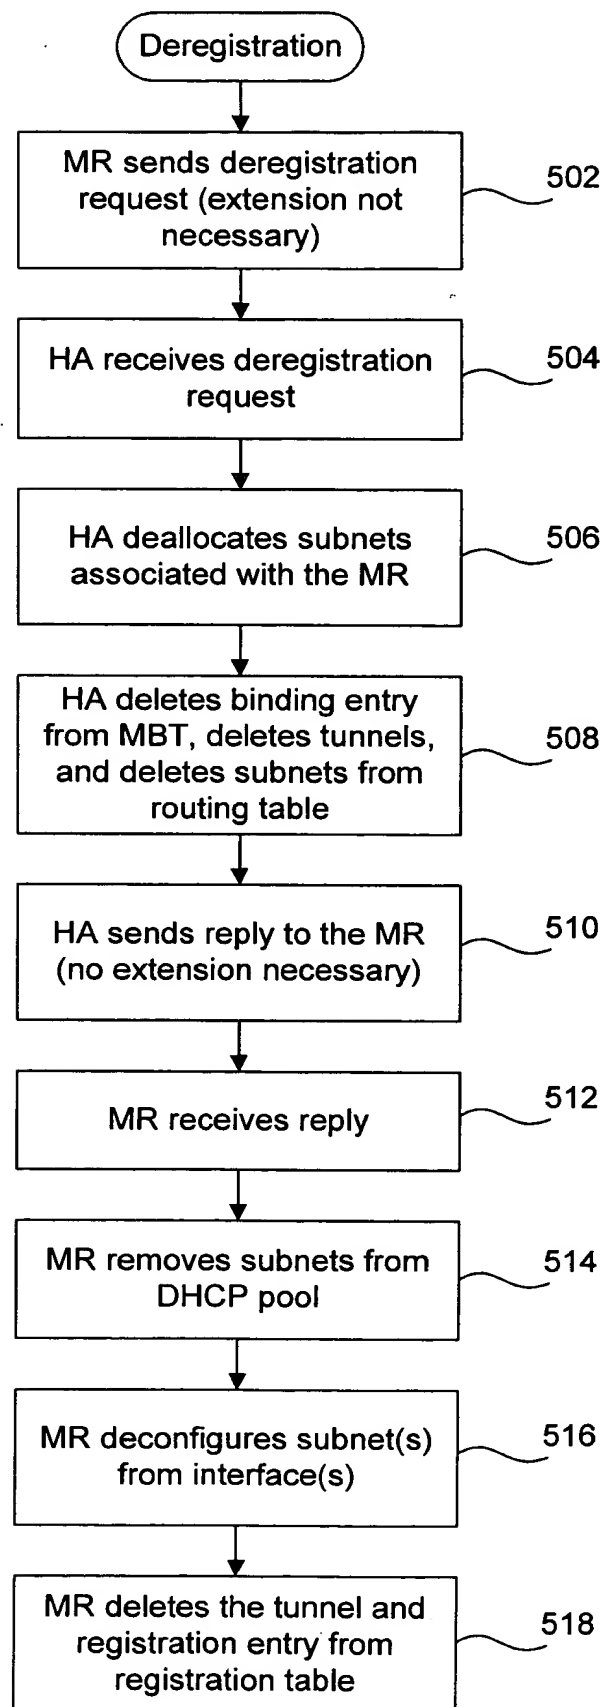 Deregistration
MR sends deregistration
request (extension not
necessary)
502
HA receives deregistration
request
504
HA deallocates subnets
associated with the MR
506
HA deletes binding entry
from MBT, deletes tunnels,
and deletes subnets from
routing table
508
HA sends reply to the MR
(no extension necessary)
510
MR receives reply
512
MR removes subnets from
DHCP pool
514
MR deconfigures subnet(s)
from interface(s)
516
MR deletes the tunnel and
registration entry from
registration table
518